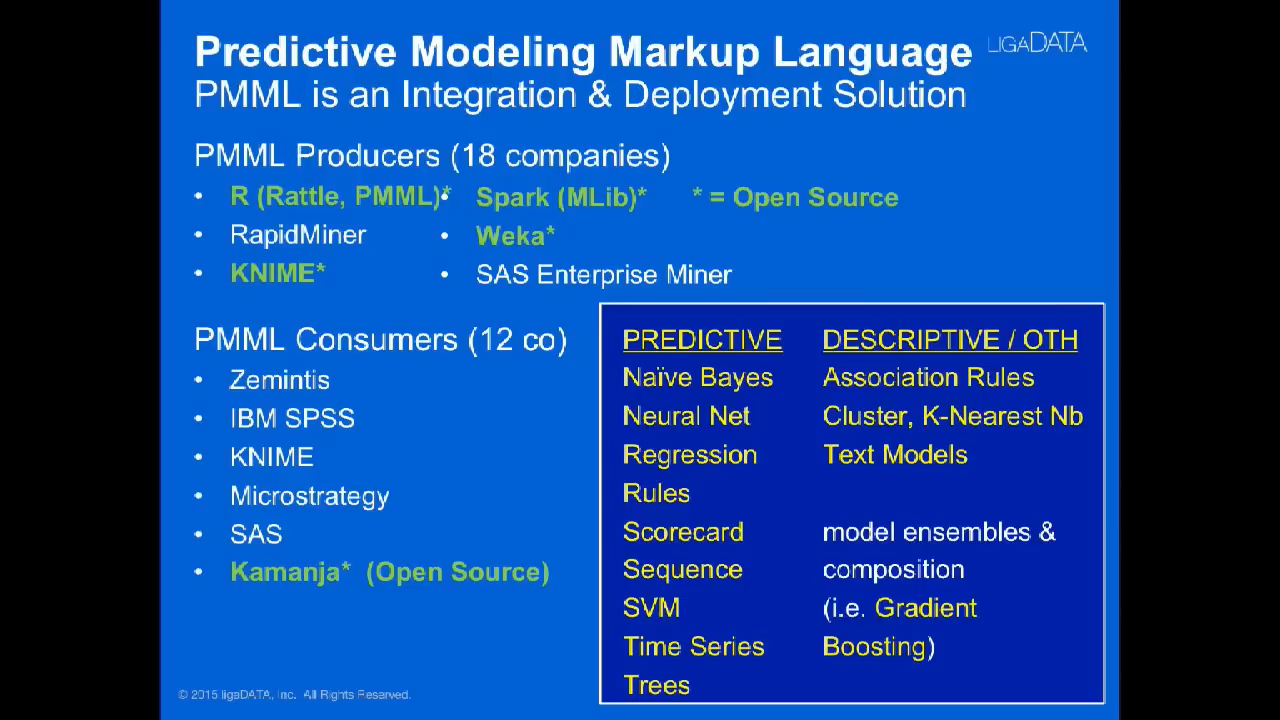 Predictive Modeling Markup Language
LIGADATA
PMML is an Integration & Deployment Solution
PMML Producers (18 companies)
• R (Rattle, PMML)*
• RapidMiner
• KNIME*
• Spark (MLib)*
• Weka*
• SAS Enterprise Miner
* = Open Source
PMML Consumers (12 co)
• Zemintis
• IBM SPSS
• KNIME
• Microstrategy
• SAS
• Kamanja* (Open Source)
PREDICTIVE
Naïve Bayes
Neural Net
Regression
Rules
Scorecard
Sequence
SVM
Time Series
Trees
DESCRIPTIVE / OTH
Association Rules
Cluster, K-Nearest Nb
Text Models
model ensembles &
composition
(i.e. Gradient
Boosting)
© 2015 ligaDATA, Inc. All Rights Reserved.